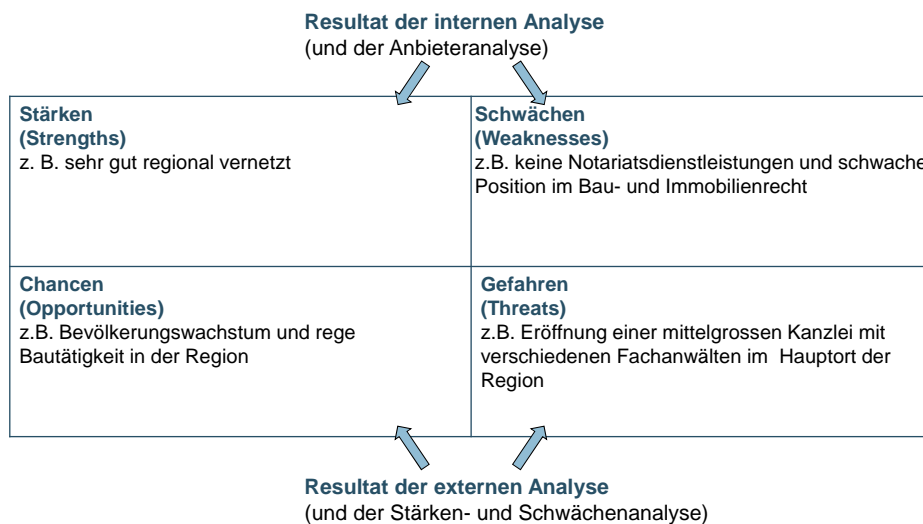 Resultat der internen Analyse
(und der Anbieteranalyse)
Stärken
(Strengths)
z. B. sehr gut regional vernetzt
Schwächen
(Weaknesses)
z.B. keine Notariatsdienstleistungen und schwache
Position im Bau- und Immobilienrecht
Chancen
(Opportunities)
z.B. Bevölkerungswachstum und rege
Bautätigkeit in der Region
Gefahren
(Threats)
z.B. Eröffnung einer mittelgrossen Kanzlei mit
verschiedenen Fachanwälten im Hauptort der
Region
Resultat der externen Analyse
(und der Stärken- und Schwächenanalyse)